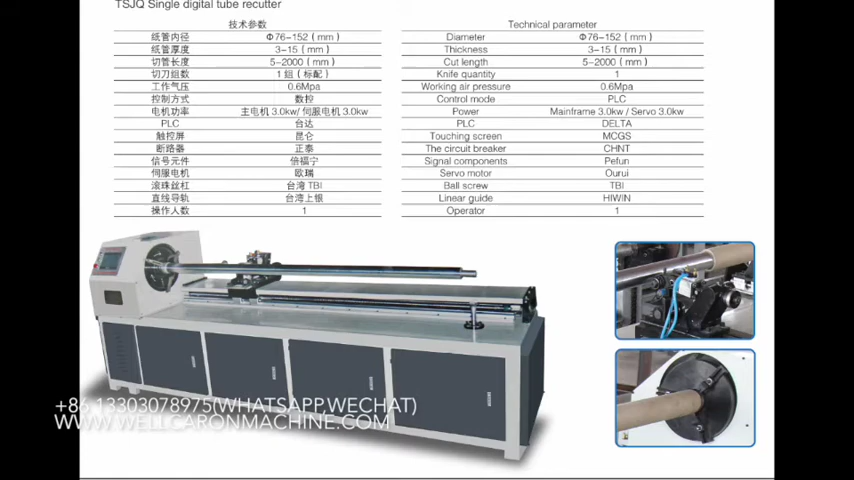 TSJQ Single digital tube recutter
技术参数
纸管内径 Φ76-152（mm）
纸管厚度 3-15（mm）
切管长度 5-2000（mm）
切刀组数 1 组（标配）
工作气压 0.6Mpa
控制方式 数控
电机功率 主电机 3.0kw/ 伺服电机 3.0kw
PLC 台达
触控屏 昆仑
断路器 正泰
信号元件 倍福宁
伺服电机 欧瑞
滚珠丝杠 台湾 TBI
直线导轨 台湾上银
操作人数 1
Technical parameter
Diameter Φ76-152（mm）
Thickness 3-15（mm）
Cut length 5-2000（mm）
Knife quantity 1
Working air pressure 0.6Mpa
Control mode PLC
Power Mainframe 3.0kw / Servo 3.0kw
PLC DELTA
Touching screen MCGS
The circuit breaker CHNT
Signal components Pefun
Servo motor Ourui
Ball screw TBI
Linear guide HIWIN
Operator 1
+86 13303078975(WHATSAPP,WECHAT)
WWW.WELLCARONMACHINE.COM